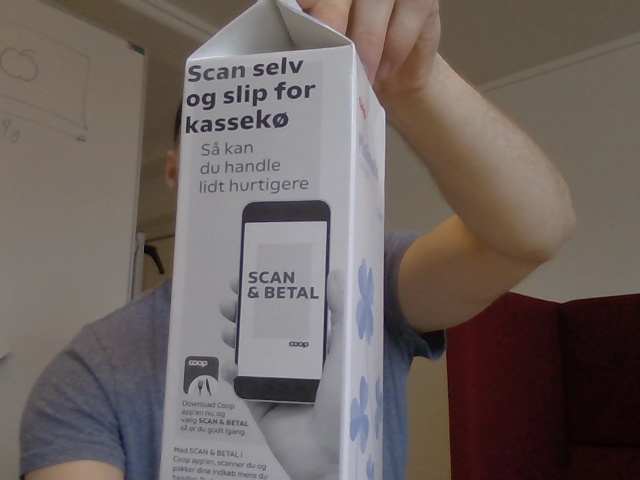 Scan selv
og slip for
kassekø
Så kan
du handle
lidt hurtigere
SCAN
& BETAL
coop
coop
Download Coop
app'en nu, og
vælg SCAN & BETAL
så er du godt igang.
Med SCAN & BETAL i
Coop app'en, scanner du og
pakker dine indkøb mens du